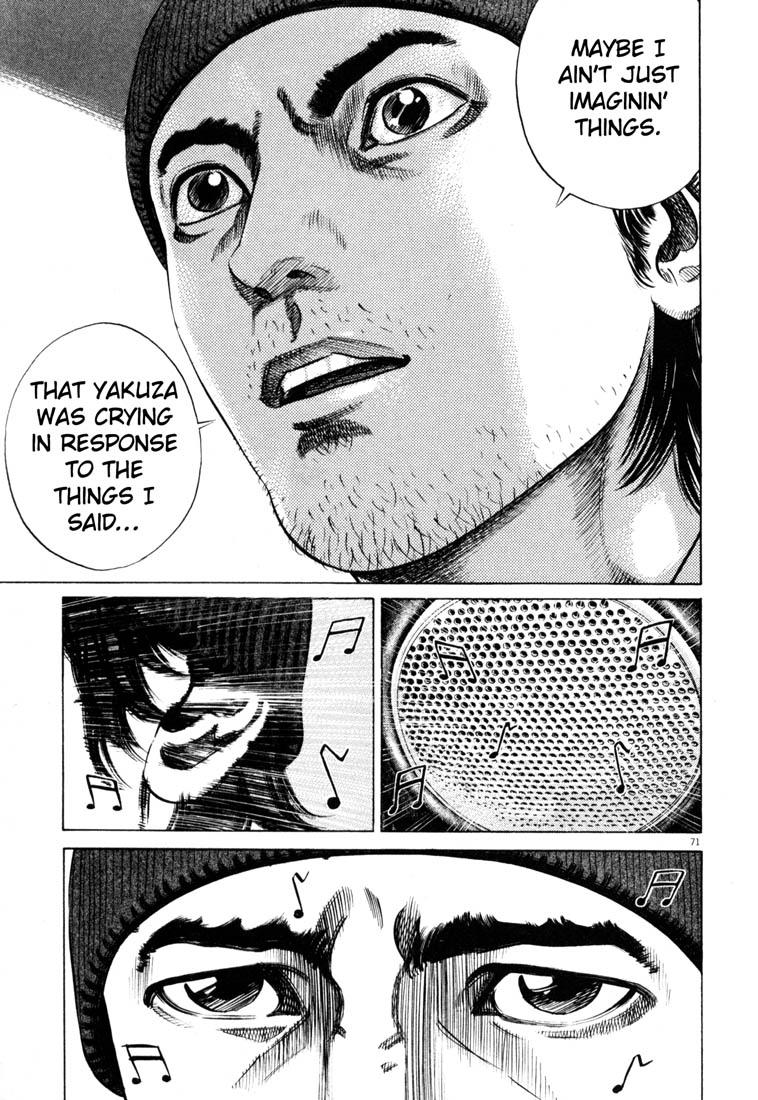 MAYBE I
AIN'T JUST
IMAGININ'
THINGS.
THAT YAKUZA
WAS CRYING
IN RESPONSE
TO THE
THINGS I
SAID...
71